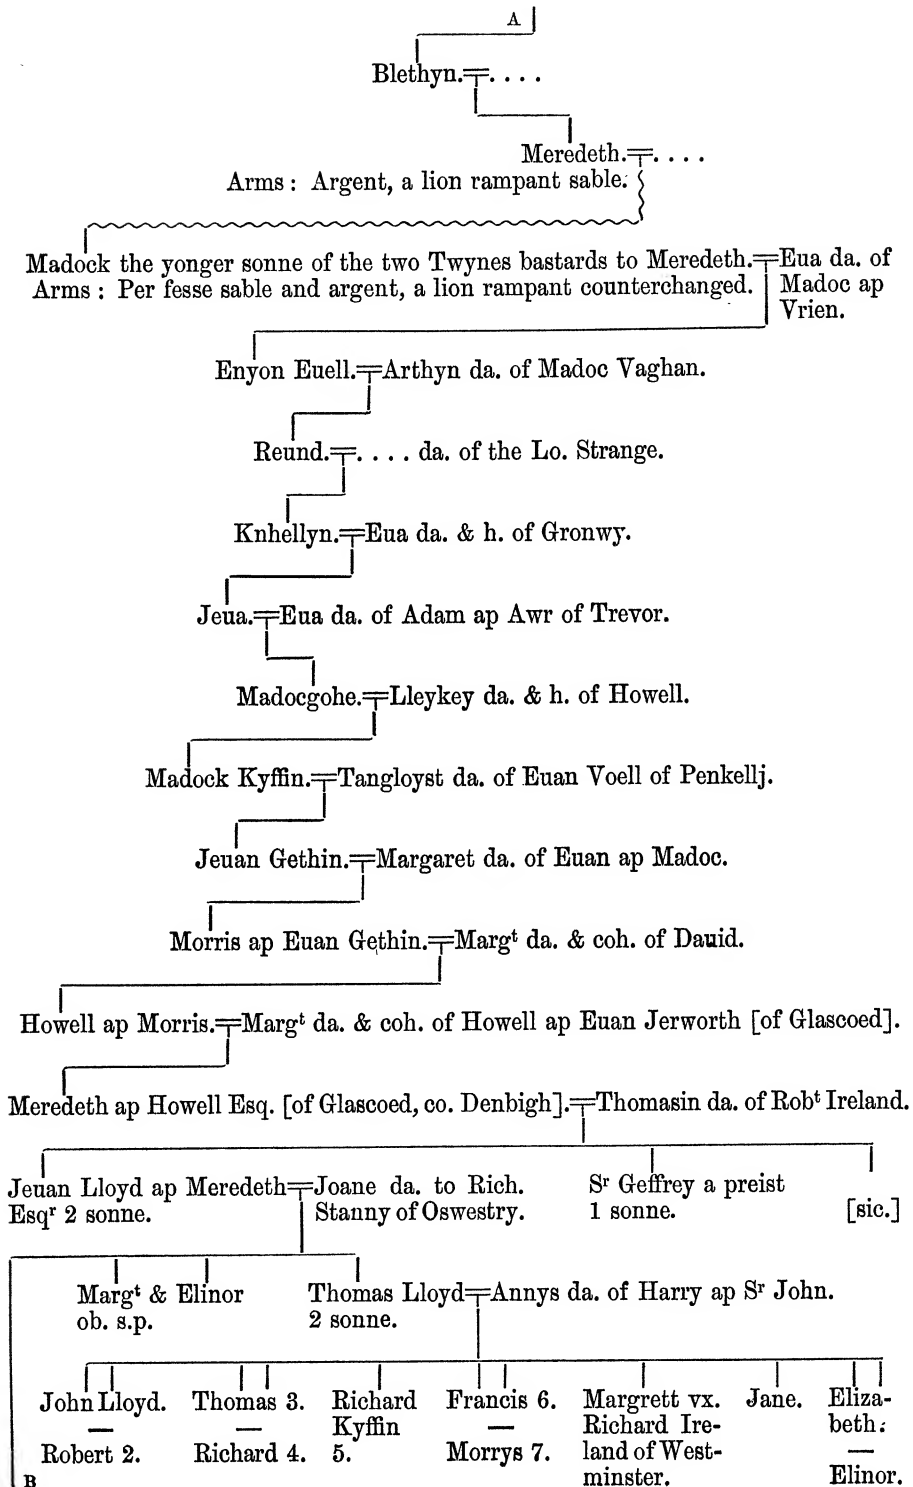 A
Blethyn.╤. . . .
Meredeth.╤. . . .
Arms : Argent, a lion rampant sable.
Madock the yonger sonne of the two Twynes bastards to Meredeth.╤Eua da. of
Arms : Per fesse sable and argent, a lion rampant counterchanged. Madoc ap
Vrien.
Enyon Euell.╤Arthyn da. of Madoc Vaghan.
Reund.╤. . . . da. of the Lo. Strange.
Knhellyn.╤Eua da. & h. of Gronwy.
Jeua.╤Eua da. of Adam ap Awr of Trevor.
Madocgohe.╤Lleykey da. & h. of Howell.
Madock Kyffin.╤Tangloyst da. of Euan Voell of Penkellj.
Jeuan Gethin.╤Margaret da. of Euan ap Madoc.
Morris ap Euan Gethin.╤Margᵗ da. & coh. of Dauid.
Howell ap Morris.╤Margᵗ da. & coh. of Howell ap Euan Jerworth [of Glascoed].
Meredeth ap Howell Esq. [of Glascoed, co. Denbigh].╤Thomasin da. of Robᵗ Ireland.
Jeuan Lloyd ap Meredeth╤Joane da. to Rich.
Esqʳ 2 sonne. Stanny of Oswestry.
Sʳ Geffrey a preist
1 sonne.
[sic.]
Margᵗ & Elinor
ob. s.p.
Thomas Lloyd╤Annys da. of Harry ap Sʳ John.
2 sonne.
John Lloyd.
—
Robert 2.
Thomas 3.
—
Richard 4.
Richard
Kyffin
5.
Francis 6.
—
Morrys 7.
Margrett vx.
Richard Ire-
land of West-
minster.
Jane.
Eliza-
beth.
—
Elinor.
B